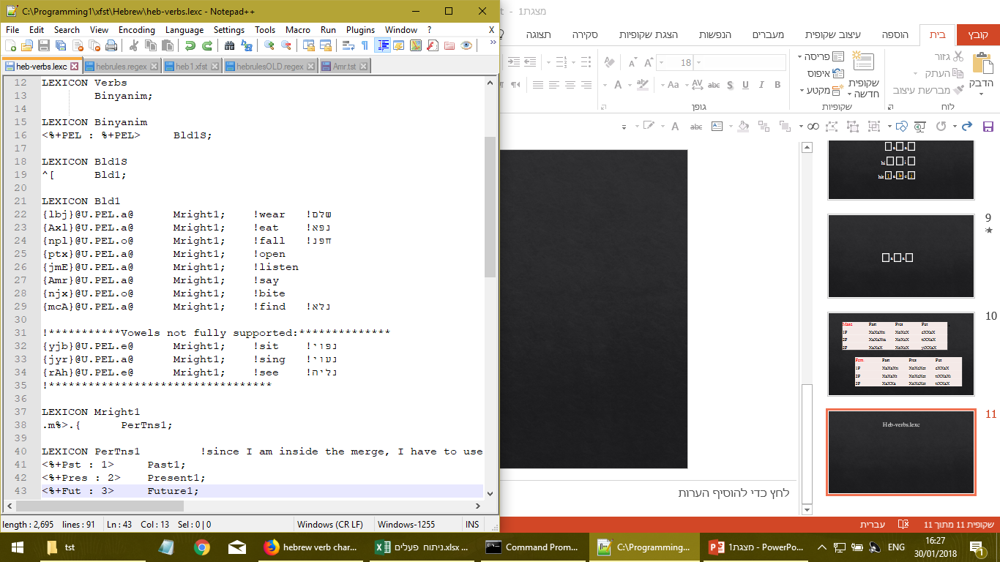 C:\Programming1\xfst\Hebrew\heb-verbs.lexc - Notepad++
File Edit Search View Encoding Language Settings Tools Macro Run Plugins Window ? X
heb-verbs.lexc hebrules.regex heb1.xfst hebrulesOLD.regex Amr.tst
12 LEXICON Verbs
13 Binyanim;
14
15 LEXICON Binyanim
16 <%+PEL : %+PEL> Bld1S;
17
18 LEXICON Bld1S
19 ^[ Bld1;
20
21 LEXICON Bld1
22 {lbj}@U.PEL.a@ Mright1; !wear !שלם
23 {Axl}@U.PEL.a@ Mright1; !eat !נפא
24 {npl}@U.PEL.o@ Mright1; !fall !חפנ
25 {ptx}@U.PEL.a@ Mright1; !open
26 {jmE}@U.PEL.a@ Mright1; !listen
27 {Amr}@U.PEL.a@ Mright1; !say
28 {njx}@U.PEL.o@ Mright1; !bite
29 {mcA}@U.PEL.a@ Mright1; !find !נלא
30
31 !***********Vowels not fully supported:**************
32 {yjb}@U.PEL.e@ Mright1; !sit !נפוי
33 {jyr}@U.PEL.a@ Mright1; !sing !נעוי
34 {rAh}@U.PEL.e@ Mright1; !see !נליה
35 !**********************************
36
37 LEXICON Mright1
38 .m%>.{ PerTns1;
39
40 LEXICON PerTns1 !since I am inside the merge, I have to use
41 <%+Pst : 1> Past1;
42 <%+Pres : 2> Present1;
43 <%+Fut : 3> Future1;
length : 2,695 lines : 91 Ln : 43 Col : 13 Sel : 0 | 0 Windows (CR LF) Windows-1255 INS
מצגת1 -
קובץ בית הוספה עיצוב שקופית מעברים הנפשות הצגת שקופיות סקירה תצוגה
הדבק
גזור
העתק
מברשת עיצוב
לוח
שקופית חדשה
פריסה
איפוס
מקטע
שקופיות
18
גופן
9
10
11
Heb-verbs.lexc
לחץ כדי להוסיף הערות
שקופית 11 מתוך 11 עברית
tst
hebrew verb char...
ניתוח פעלים.xlsx ...
Command Prom...
C:\Programming...
מצגת1 - PowerPo...
ENG
16:27
30/01/2018
1